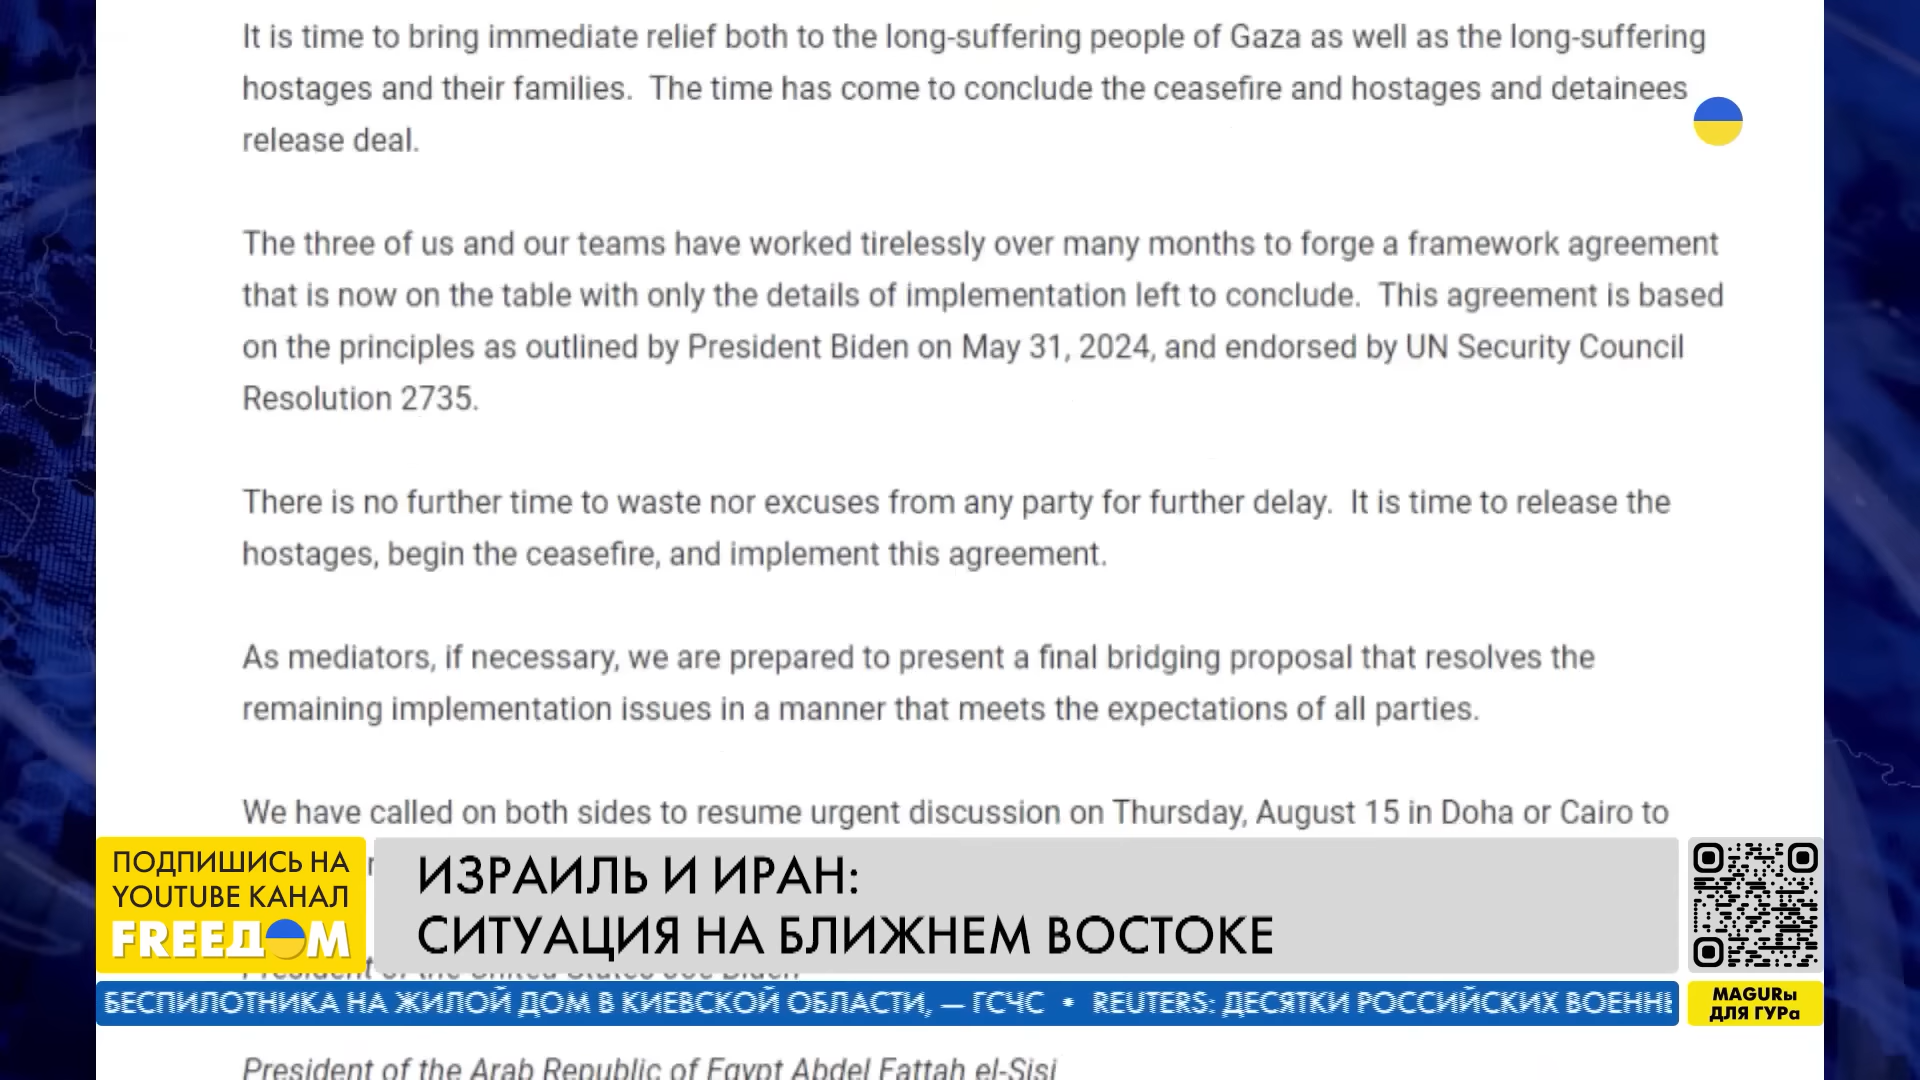 It is time to bring immediate relief both to the long-suffering people of Gaza as well as the long-suffering
hostages and their families.  The time has come to conclude the ceasefire and hostages and detainees
release deal.
The three of us and our teams have worked tirelessly over many months to forge a framework agreement
that is now on the table with only the details of implementation left to conclude.  This agreement is based
on the principles as outlined by President Biden on May 31, 2024, and endorsed by UN Security Council
Resolution 2735.
There is no further time to waste nor excuses from any party for further delay.  It is time to release the
hostages, begin the ceasefire, and implement this agreement.
As mediators, if necessary, we are prepared to present a final bridging proposal that resolves the
remaining implementation issues in a manner that meets the expectations of all parties.
We have called on both sides to resume urgent discussion on Thursday, August 15 in Doha or Cairo to
ПОДПИШИСЬ НА
YOUTUBE КАНАЛ
FREEДОМ
ИЗРАИЛЬ И ИРАН:
СИТУАЦИЯ НА БЛИЖНЕМ ВОСТОКЕ
President of the United States Joe Biden
БЕСПИЛОТНИКА НА ЖИЛОЙ ДОМ В КИЕВСКОЙ ОБЛАСТИ, — ГСЧС • REUTERS: ДЕСЯТКИ РОССИЙСКИХ
MAGURы
ДЛЯ ГУРа
President of the Arab Republic of Egypt Abdel Fattah el-Sisi